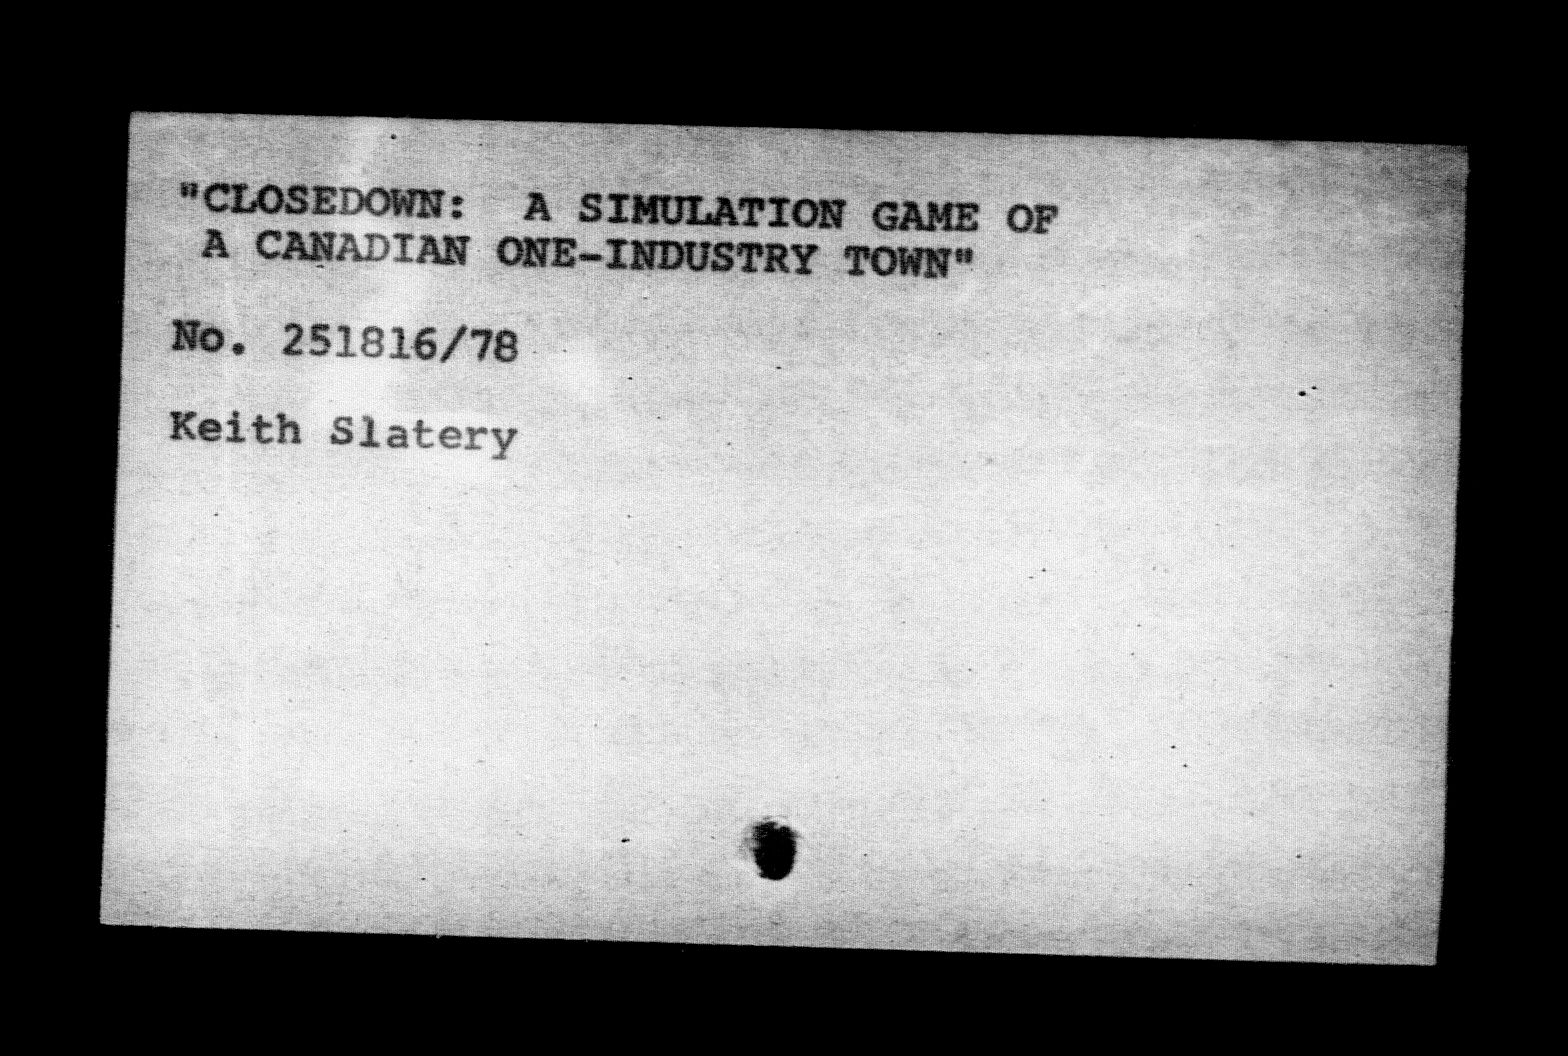 "CLOSEDOWN: A SIMULATION GAME OF
A CANADIAN ONE-INDUSTRY TOWN"
No. 251816/78
Keith Slatery